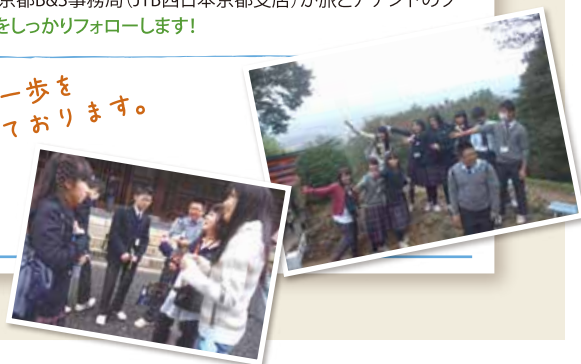 京都B&S事務局（JTB西日本京都支店）が旅とアテンドのプ
をしっかりフォローします！
一歩を
ております。